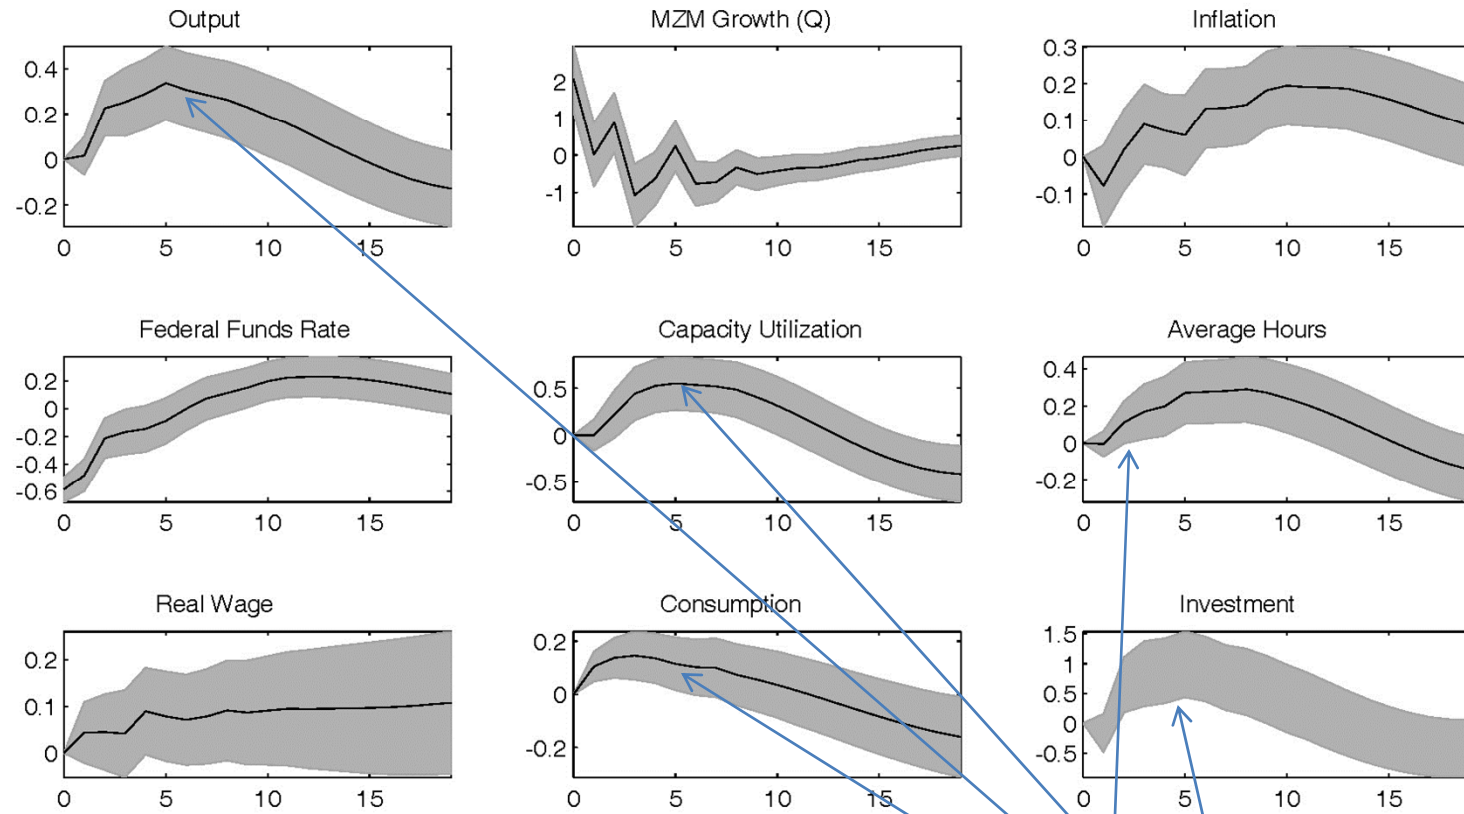 Output
MZM Growth (Q)
Inflation
0.4
0.2
0
-0.2
0 5 10 15
2
1
0
-1
0 5 10 15
0.3
0.2
0.1
0
-0.1
0 5 10 15
Federal Funds Rate
Capacity Utilization
Average Hours
0.2
0
-0.2
-0.4
-0.6
0 5 10 15
0.5
0
-0.5
0 5 10 15
0.4
0.2
0
-0.2
0 5 10 15
Real Wage
Consumption
Investment
0.2
0.1
0
0 5 10 15
0.2
0
-0.2
0 5 10 15
1.5
1
0.5
0
-0.5
0 5 10 15